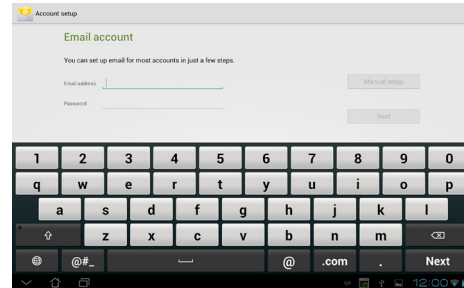 Account setup
Email account
You can set up email for most accounts in just a few steps.
Email address
Manual setup
Password
Next
1 2 3 4 5 6 7 8 9 0
q w e r t y u i o p
a s d f g h j k l
z x c v b n m
@#_ @ .com . Next
12:00